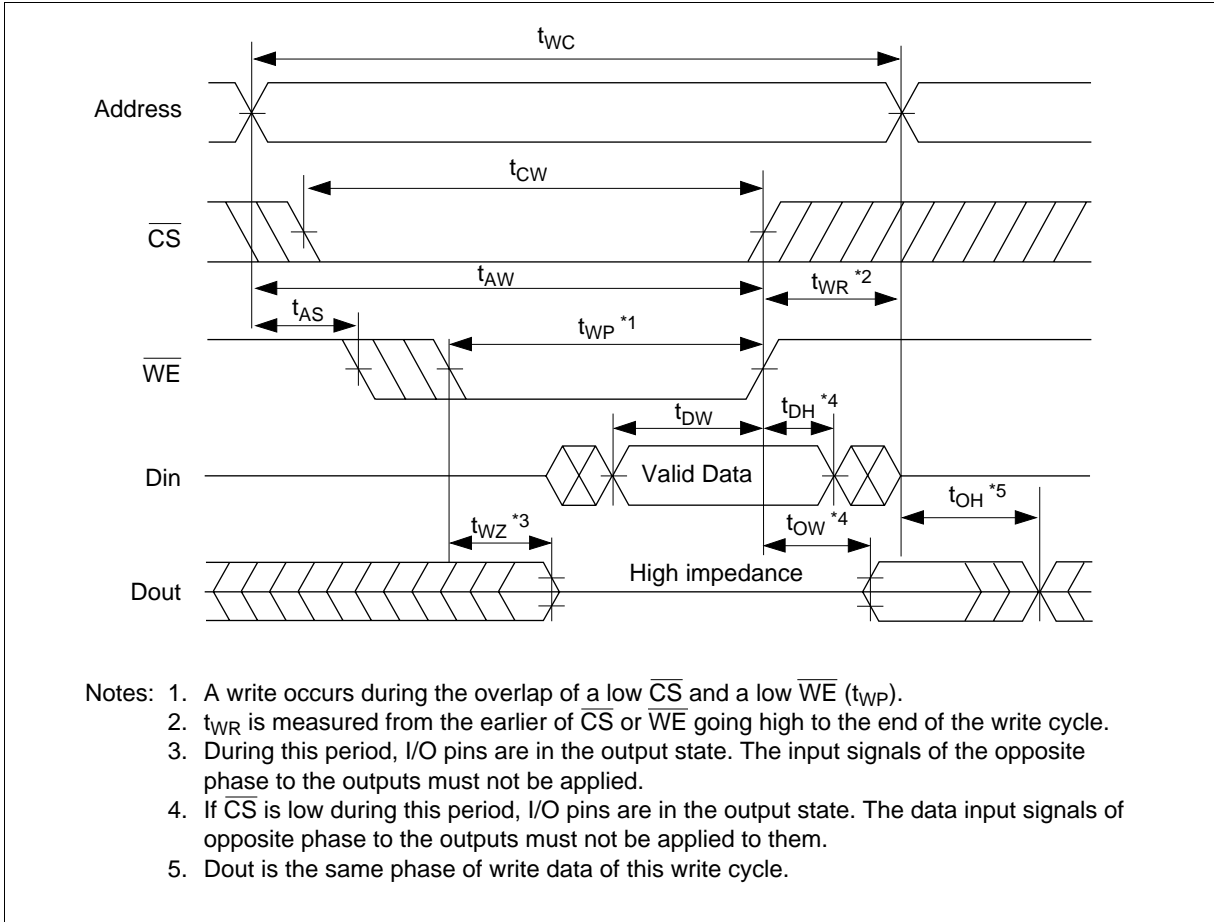 tWC
Address
tCW
CS
tAW
tWR *2
tAS
tWP *1
WE
tDW
tDH *4
Din
Valid Data
tOH *5
tWZ *3
tOW *4
High impedance
Dout
Notes: 1. A write occurs during the overlap of a low CS and a low WE (tWP).
2. tWR is measured from the earlier of CS or WE going high to the end of the write cycle.
3. During this period, I/O pins are in the output state. The input signals of the opposite
phase to the outputs must not be applied.
4. If CS is low during this period, I/O pins are in the output state. The data input signals of
opposite phase to the outputs must not be applied to them.
5. Dout is the same phase of write data of this write cycle.